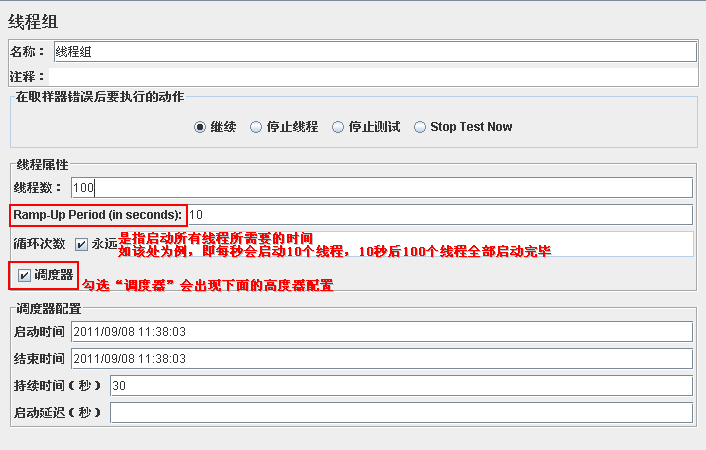 线程组
名称： 线程组
注释：
在取样器错误后要执行的动作
继续 停止线程 停止测试 Stop Test Now
线程属性
线程数： 100
Ramp-Up Period (in seconds): 10
循环次数 永远
是指启动所有线程所需要的时间
如该处为例，即每秒会启动10个线程，10秒后100个线程全部启动完毕
调度器
勾选“调度器”会出现下面的高度器配置
调度器配置
启动时间 2011/09/08 11:38:03
结束时间 2011/09/08 11:38:03
持续时间（秒） 30
启动延迟（秒）